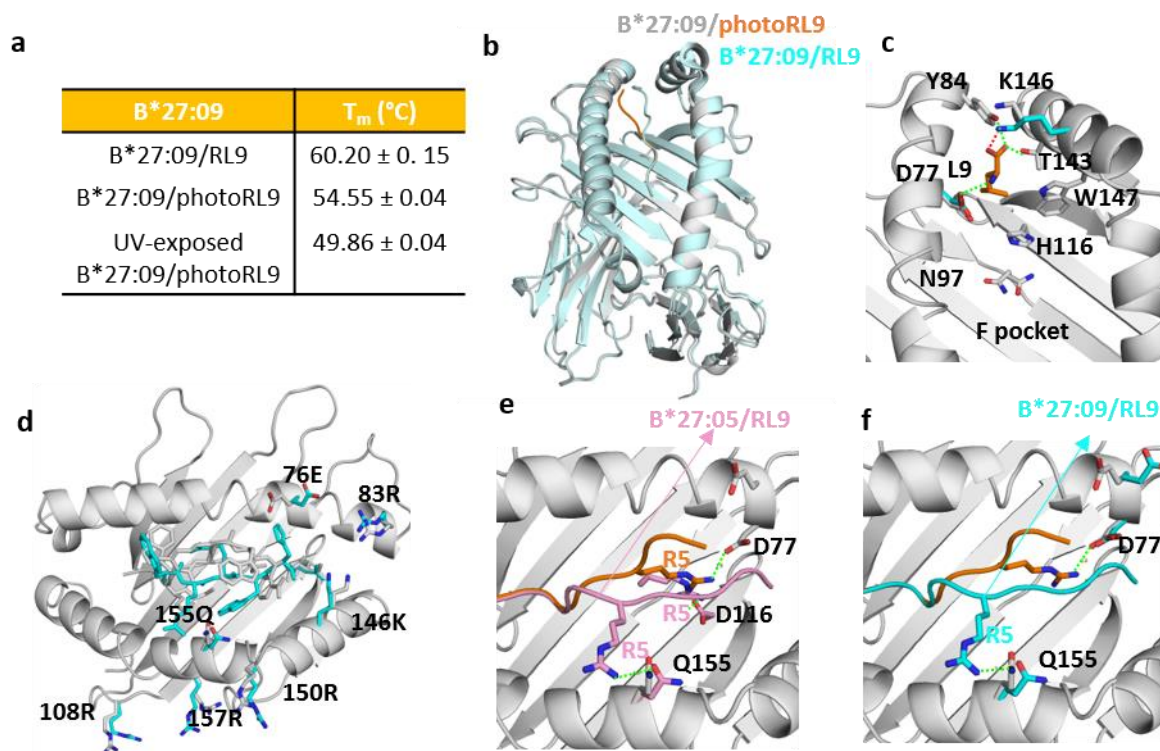 a
B*27:09 Tm (°C)
B*27:09/RL9 60.20 ± 0. 15
B*27:09/photoRL9 54.55 ± 0.04
UV-exposed
B*27:09/photoRL9 49.86 ± 0.04
b
B*27:09/photoRL9
B*27:09/RL9
c
Y84 K146
D77 L9 T143
W147
H116
N97
F pocket
d
76E
83R
155Q
146K
150R
108R 157R
e
B*27:05/RL9
R5 D77
R5 D116
R5
Q155
f
B*27:09/RL9
D77
R5
Q155